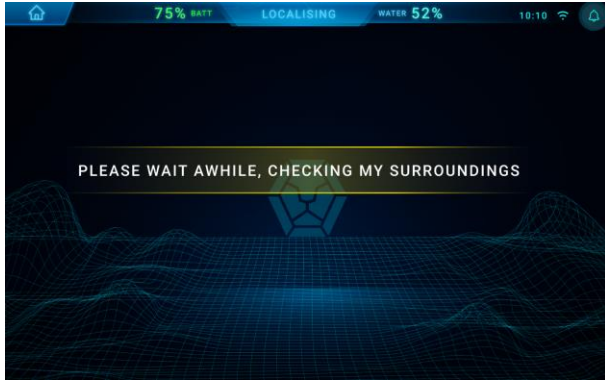 75% BATT LOCALISING WATER 52% 10:10
PLEASE WAIT AWHILE, CHECKING MY SURROUNDINGS